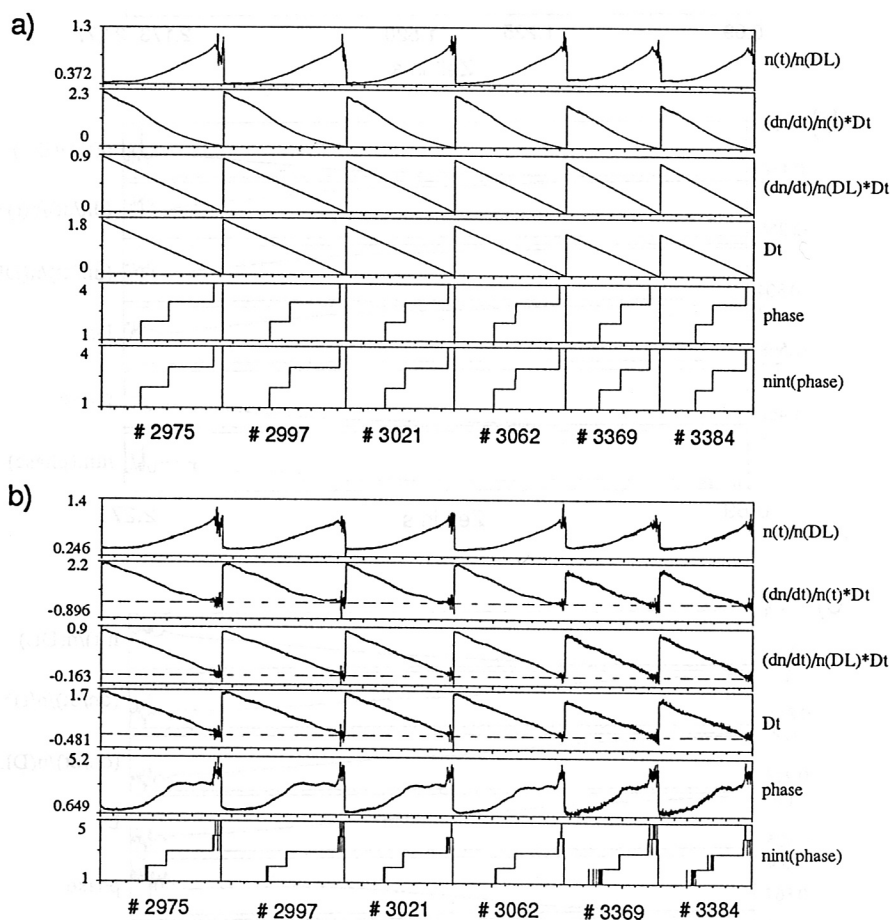 a)
1.3
0.372
n(t)/n(DL)
2.3
0
(dn/dt)/n(t)*Dt
0.9
0
(dn/dt)/n(DL)*Dt
1.8
0
Dt
4
1
phase
4
1
nint(phase)
# 2975 # 2997 # 3021 # 3062 # 3369 # 3384
b)
1.4
0.246
n(t)/n(DL)
2.2
-0.896
(dn/dt)/n(t)*Dt
0.9
-0.163
(dn/dt)/n(DL)*Dt
1.7
-0.481
Dt
5.2
0.649
phase
5
1
nint(phase)
# 2975 # 2997 # 3021 # 3062 # 3369 # 3384